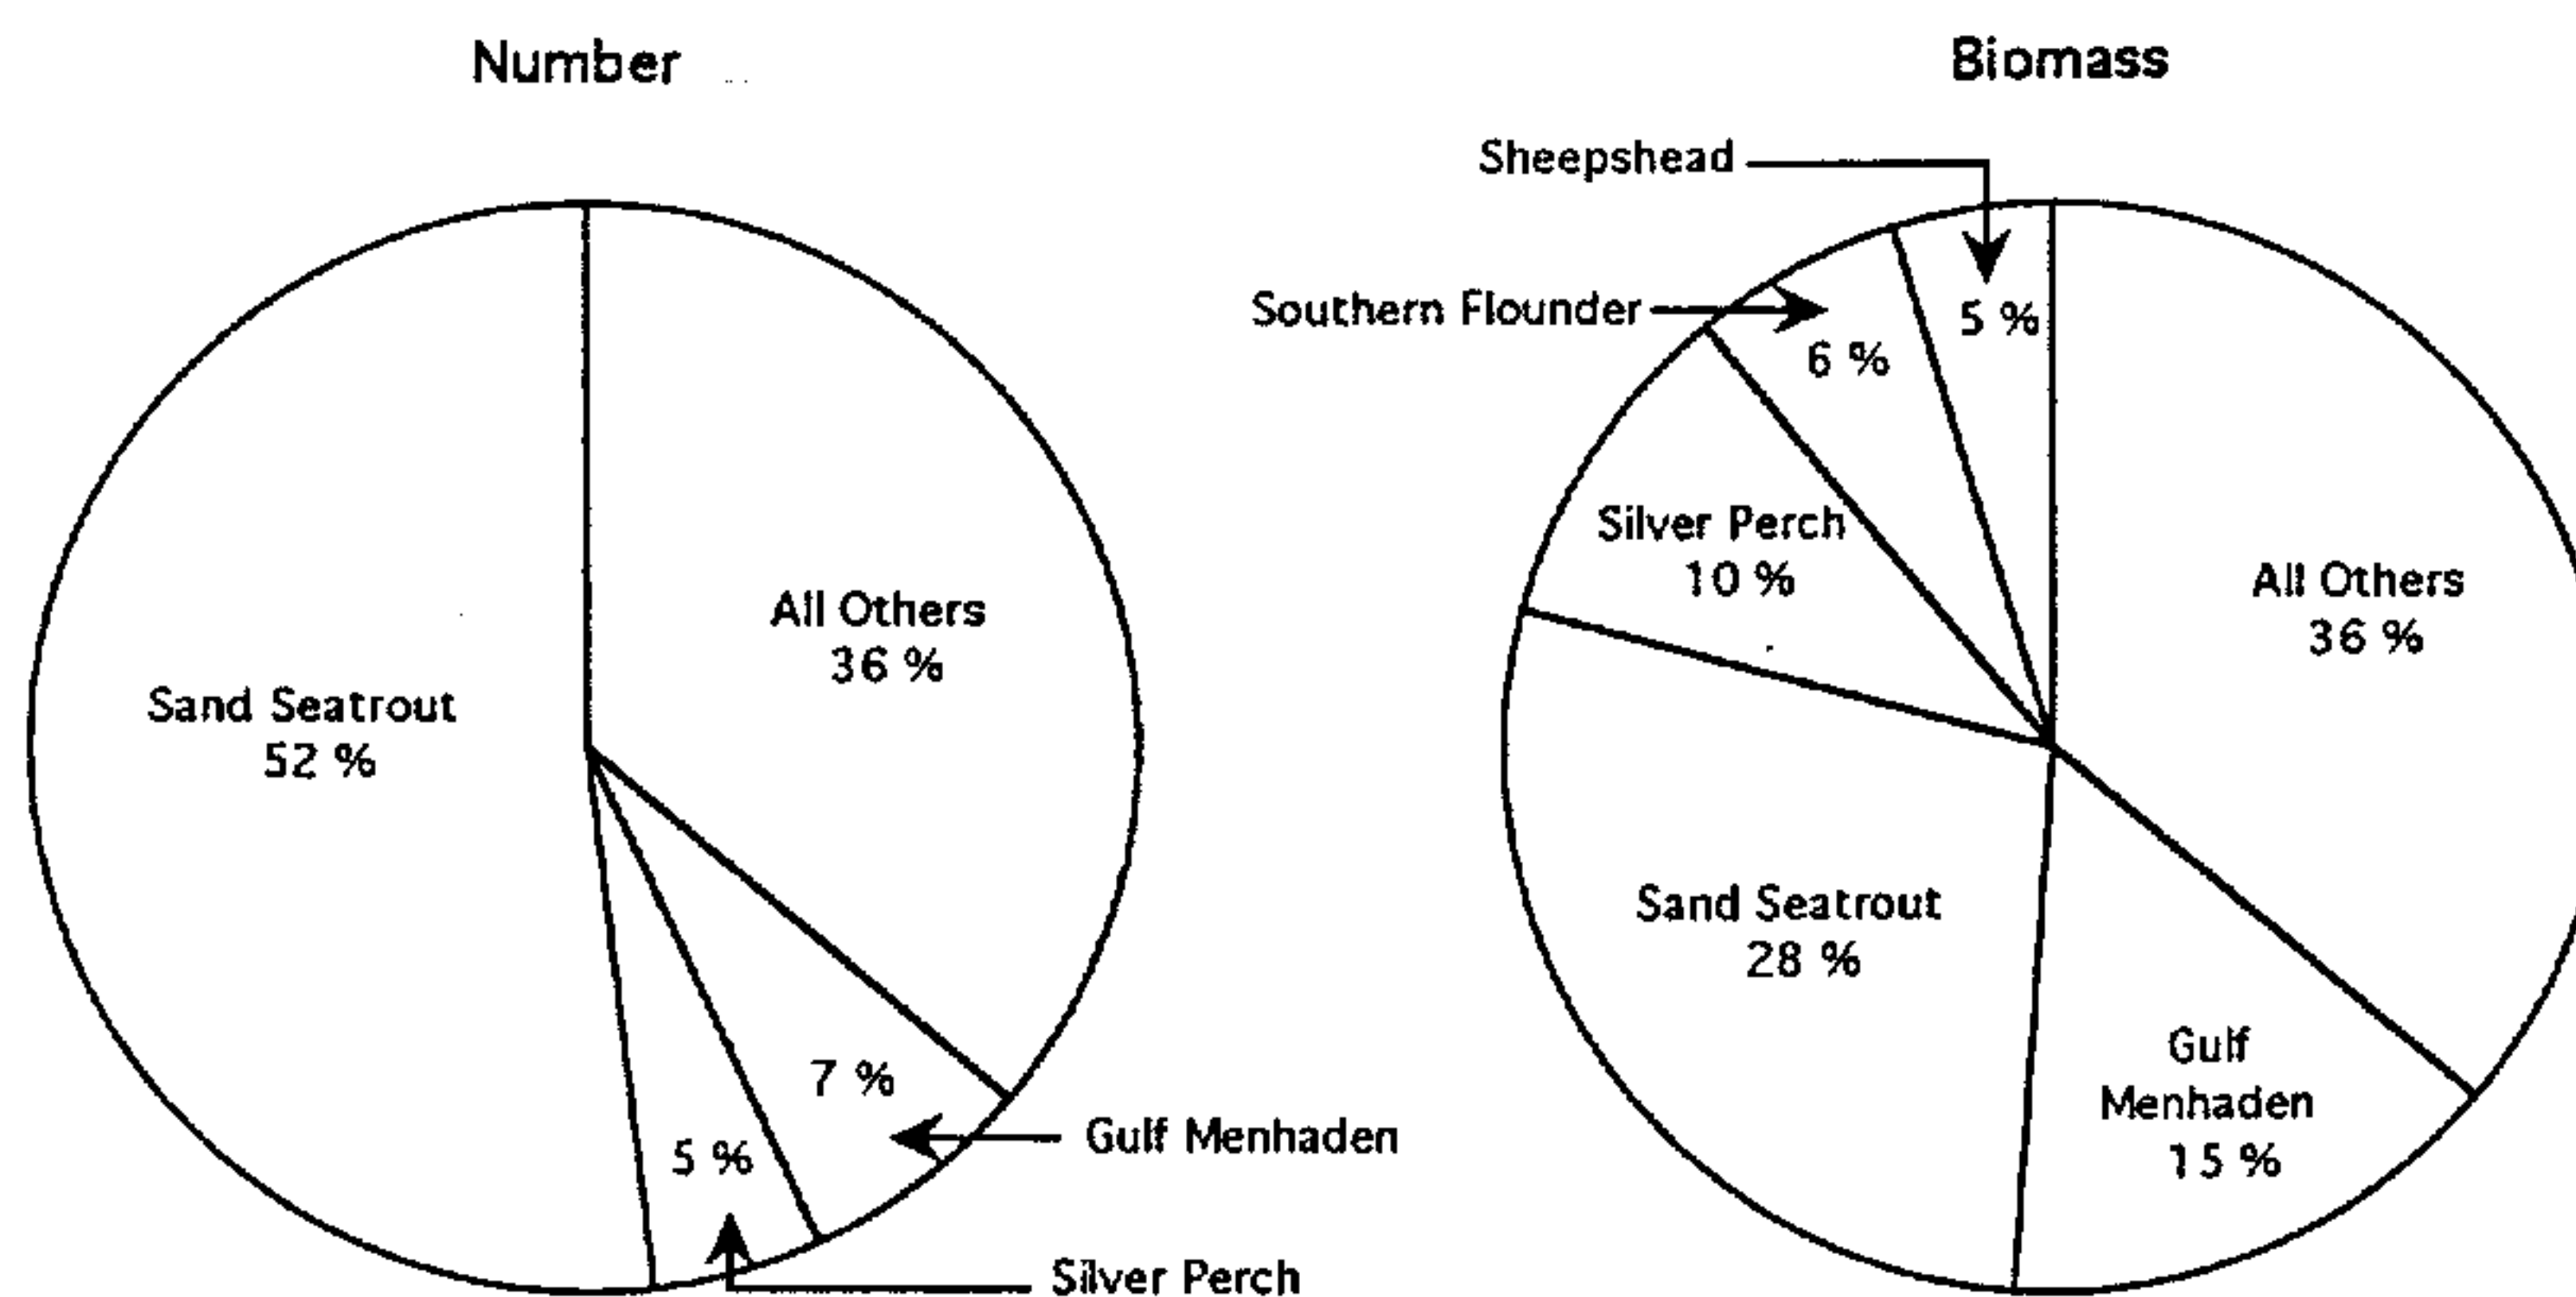 Number
Sand Seatrout
52 %
All Others
36 %
7 %
Gulf Menhaden
5 %
Silver Perch
Biomass
Sheepshead
5 %
Southern Flounder
6 %
Silver Perch
10 %
All Others
36 %
Sand Seatrout
28 %
Gulf
Menhaden
15 %